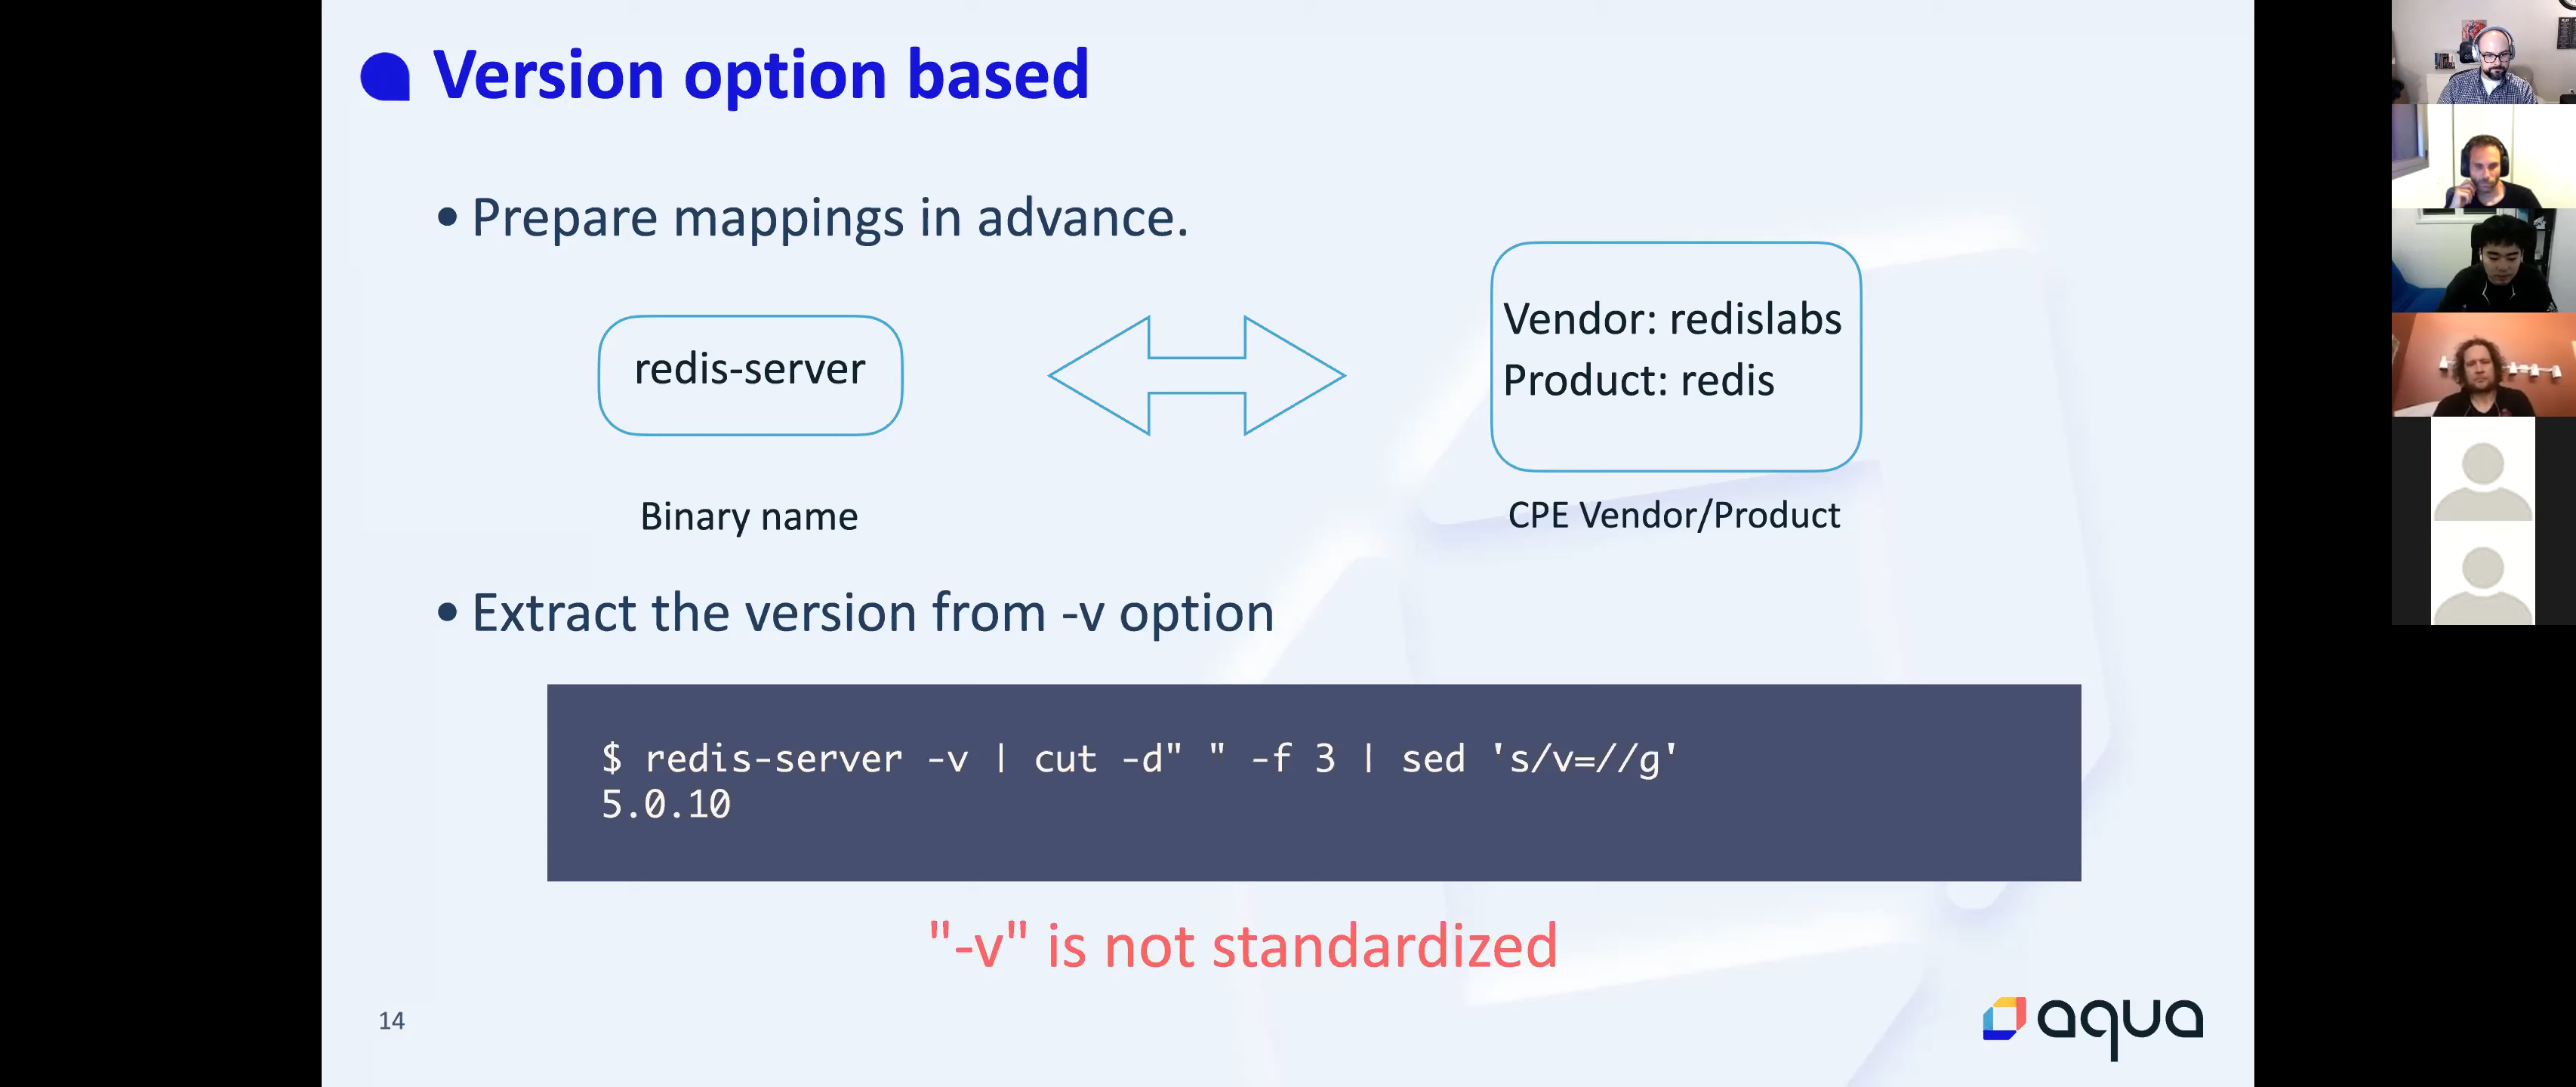 Version option based
• Prepare mappings in advance.
redis-server
Vendor: redislabs
Product: redis
Binary name
CPE Vendor/Product
• Extract the version from -v option
$ redis-server -v | cut -d" " -f 3 | sed 's/v=//g'
5.0.10
"-v" is not standardized
14
aqua